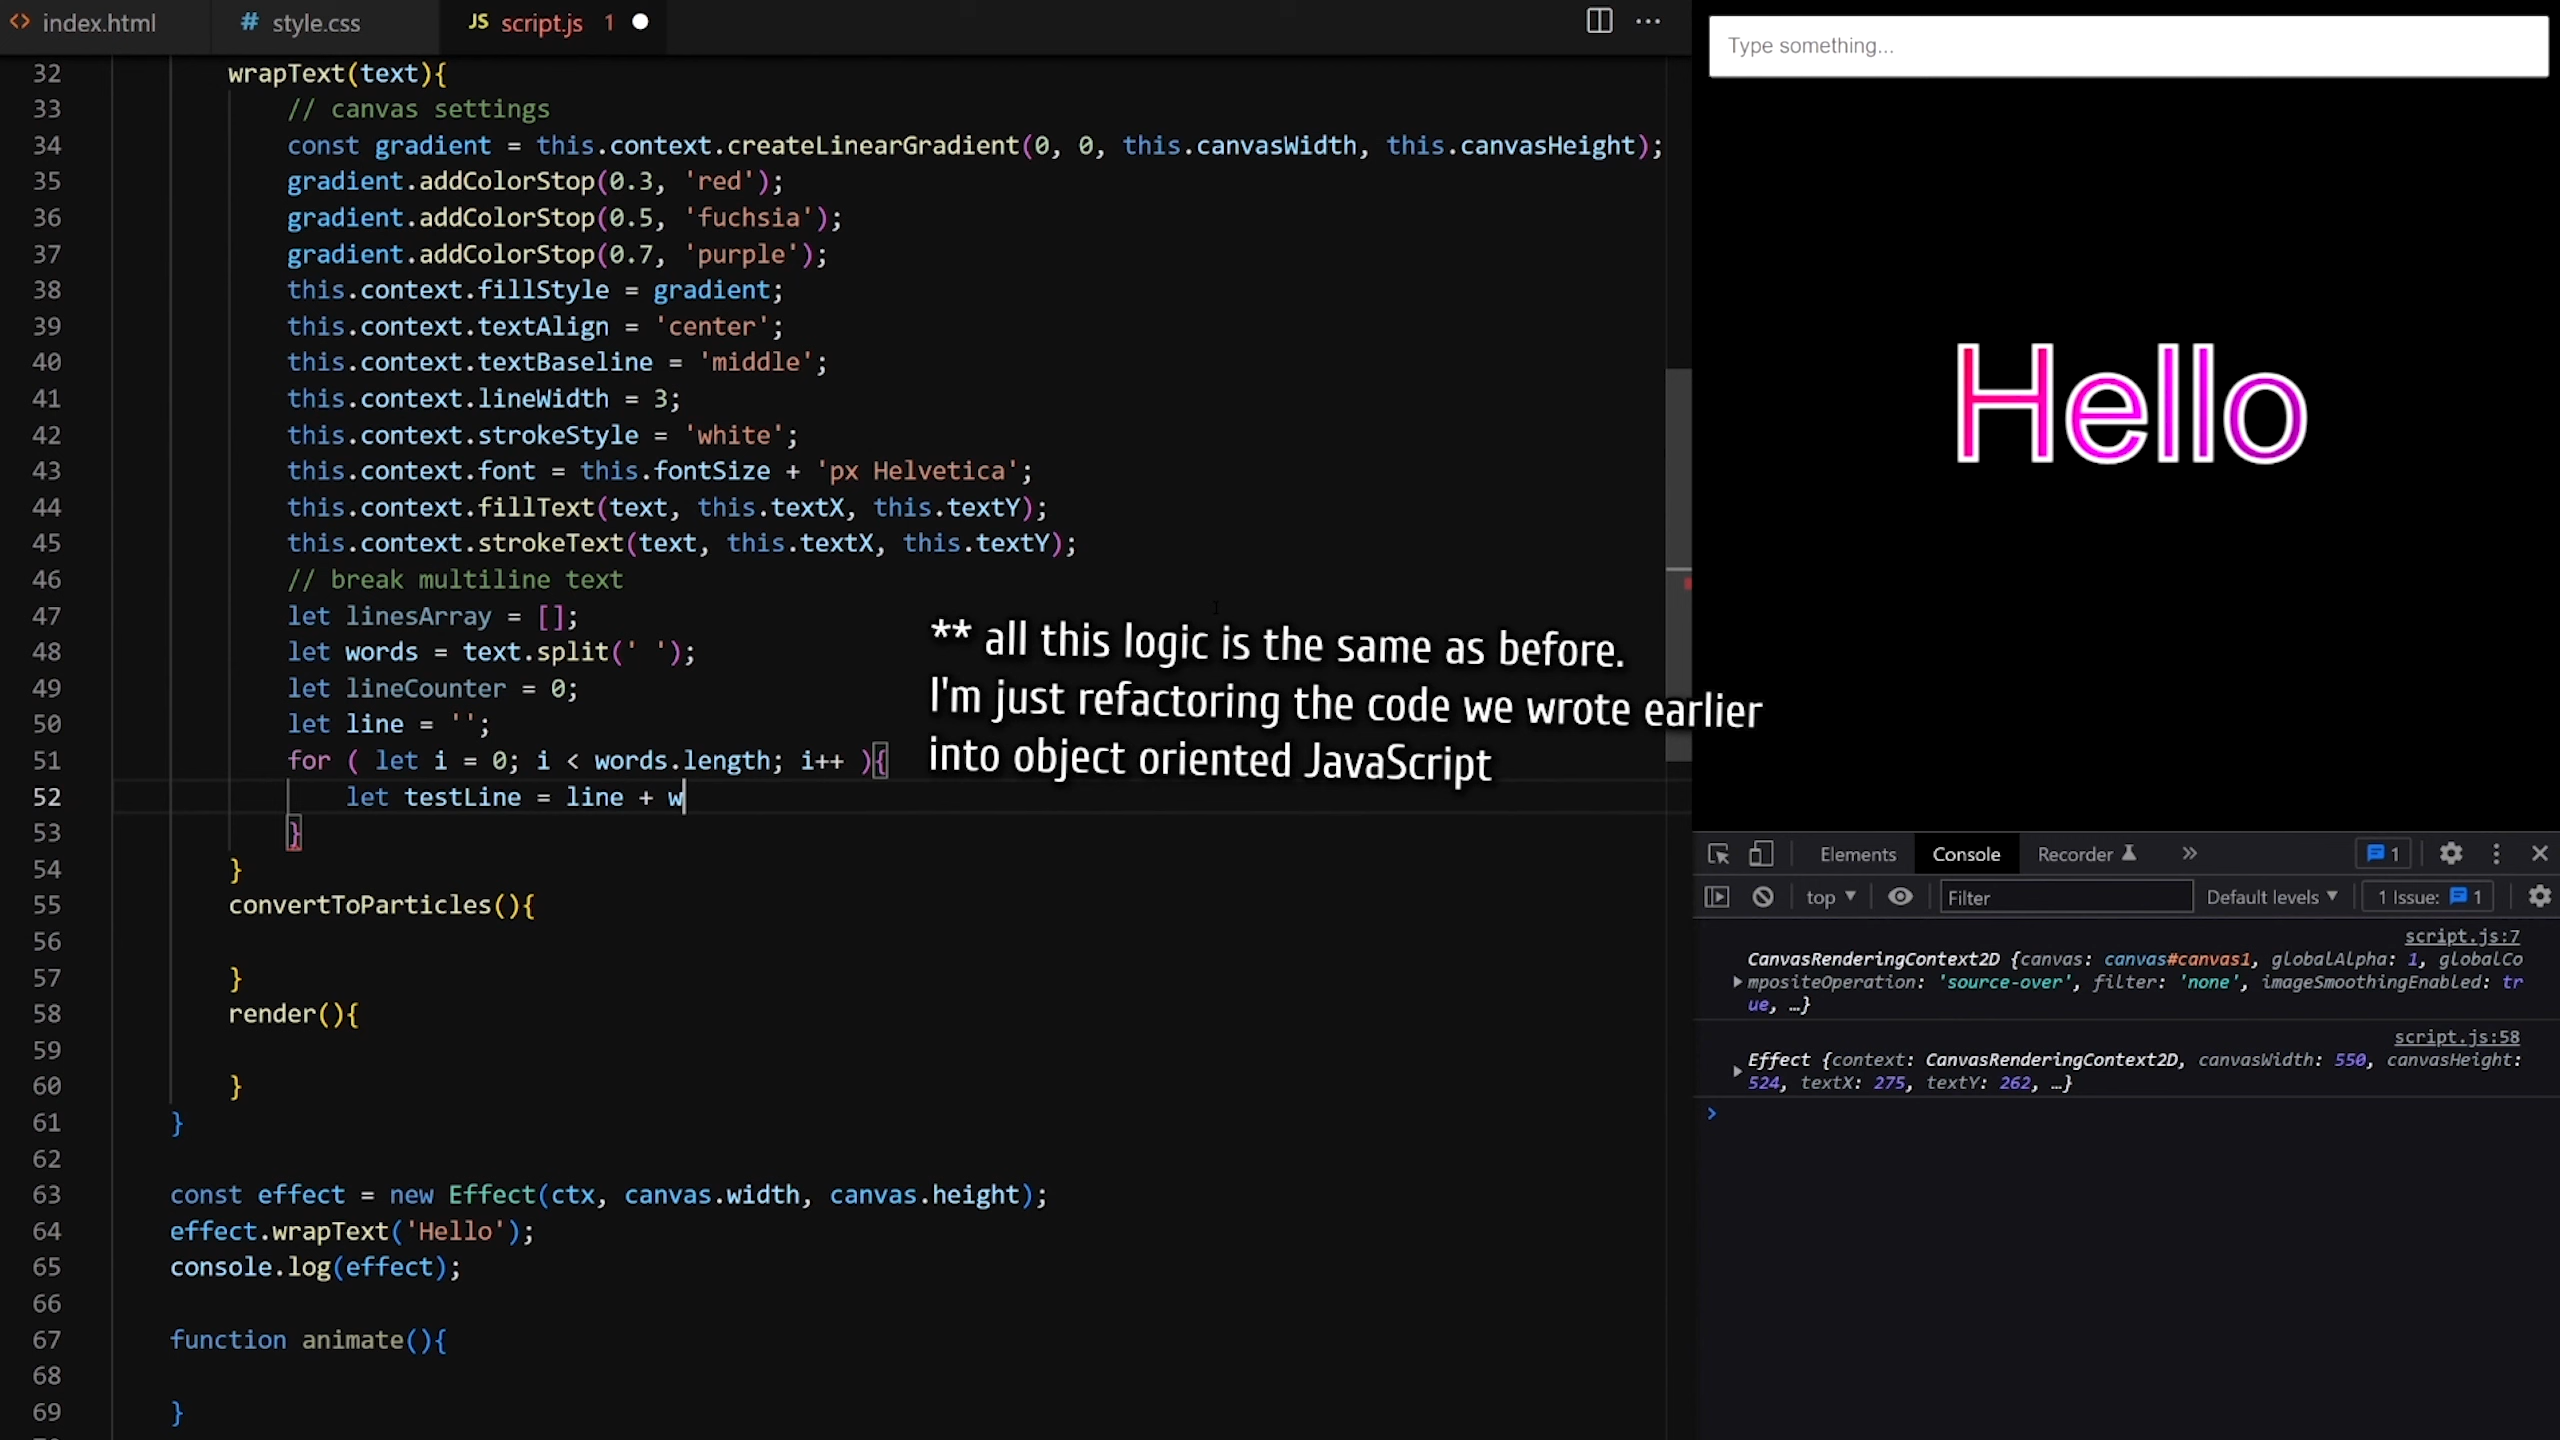 index.html
style.css
JS script.js 1
32 wrapText(text){
33 // canvas settings
34 const gradient = this.context.createLinearGradient(0, 0, this.canvasWidth, this.canvasHeight);
35 gradient.addColorStop(0.3, 'red');
36 gradient.addColorStop(0.5, 'fuchsia');
37 gradient.addColorStop(0.7, 'purple');
38 this.context.fillStyle = gradient;
39 this.context.textAlign = 'center';
40 this.context.textBaseline = 'middle';
41 this.context.lineWidth = 3;
42 this.context.strokeStyle = 'white';
43 this.context.font = this.fontSize + 'px Helvetica';
44 this.context.fillText(text, this.textX, this.textY);
45 this.context.strokeText(text, this.textX, this.textY);
46 // break multiline text
47 let linesArray = [];
48 let words = text.split(' ');
49 let lineCounter = 0;
50 let line = '';
51 for ( let i = 0; i < words.length; i++ ){
52 let testLine = line + w
53 }
54 }
55 convertToParticles(){
56
57 }
58 render(){
59
60 }
61 }
62
63 const effect = new Effect(ctx, canvas.width, canvas.height);
64 effect.wrapText('Hello');
65 console.log(effect);
66
67 function animate(){
68
69 }
** all this logic is the same as before.
I'm just refactoring the code we wrote earlier
into object oriented JavaScript
Type something...
Hello
Elements Console Recorder » 1
top Filter Default levels 1 Issue: 1
script.js:7
CanvasRenderingContext2D {canvas: canvas#canvas1, globalAlpha: 1, globalCo
mpositeOperation: 'source-over', filter: 'none', imageSmoothingEnabled: tr
ue, …}
script.js:58
Effect {context: CanvasRenderingContext2D, canvasWidth: 550, canvasHeight:
524, textX: 275, textY: 262, …}
>